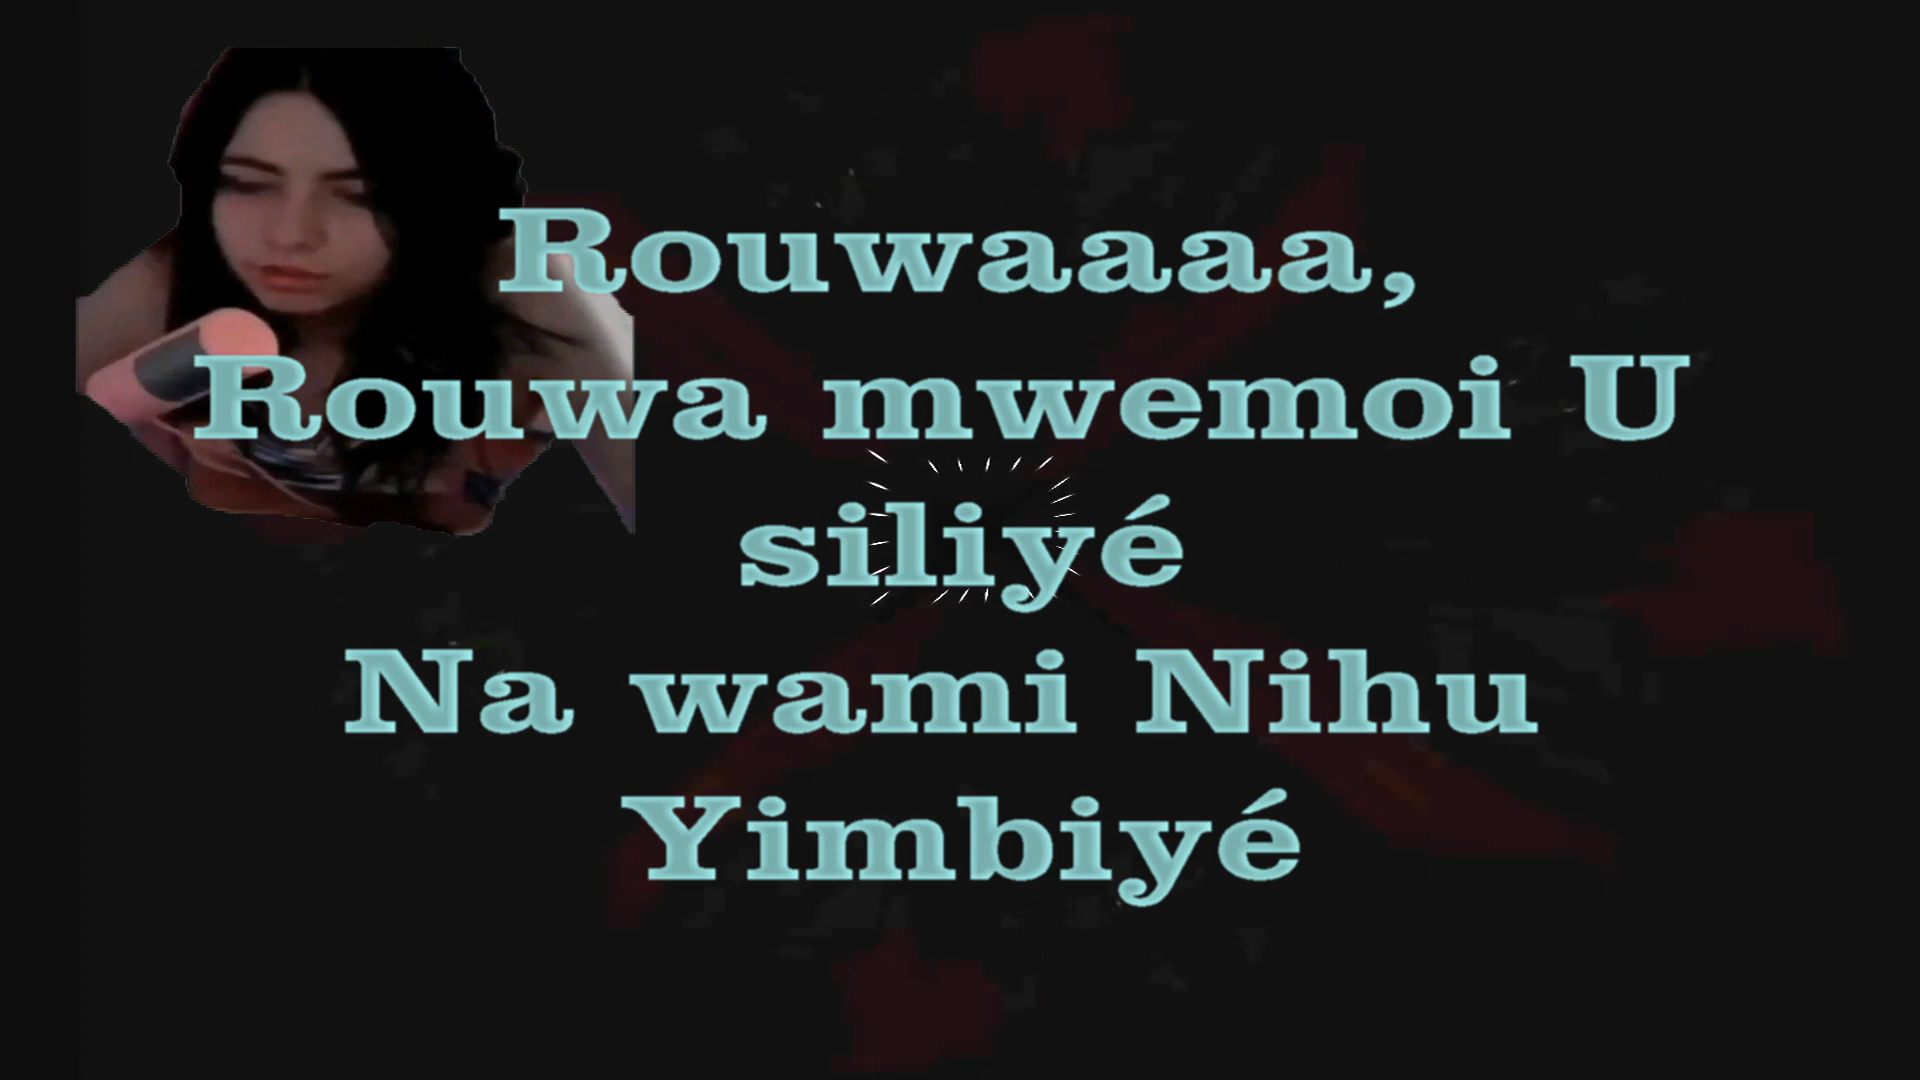 Rouwaaaa,
Rouwa mwemoi U
siliyé
Na wami Nihu
Yimbiyé